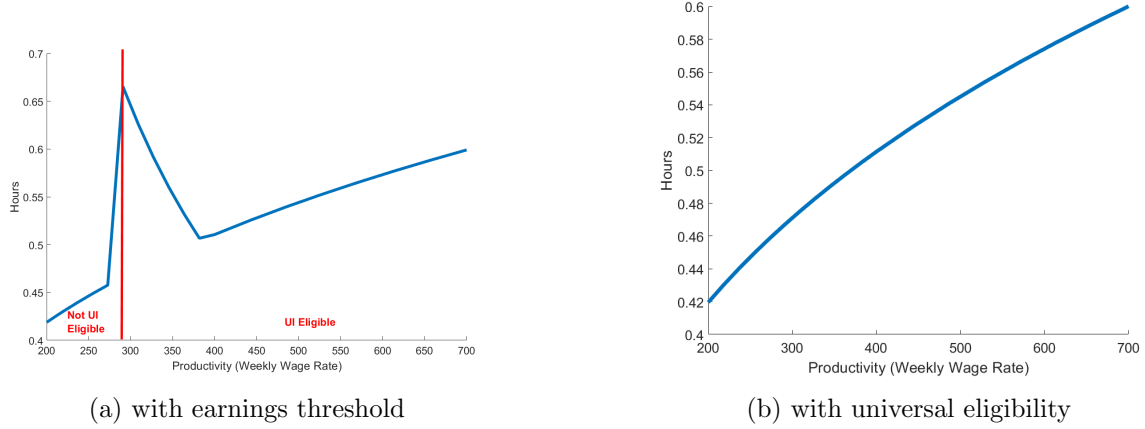 0.7
0.65
0.6
0.55
0.5
0.45
0.4
Hours
Not UI
Eligible
UI Eligible
200 250 300 350 400 450 500 550 600 650 700
Productivity (Weekly Wage Rate)
(a) with earnings threshold
0.6
0.58
0.56
0.54
0.52
0.5
0.48
0.46
0.44
0.42
0.4
Hours
200 300 400 500 600 700
Productivity (Weekly Wage Rate)
(b) with universal eligibility